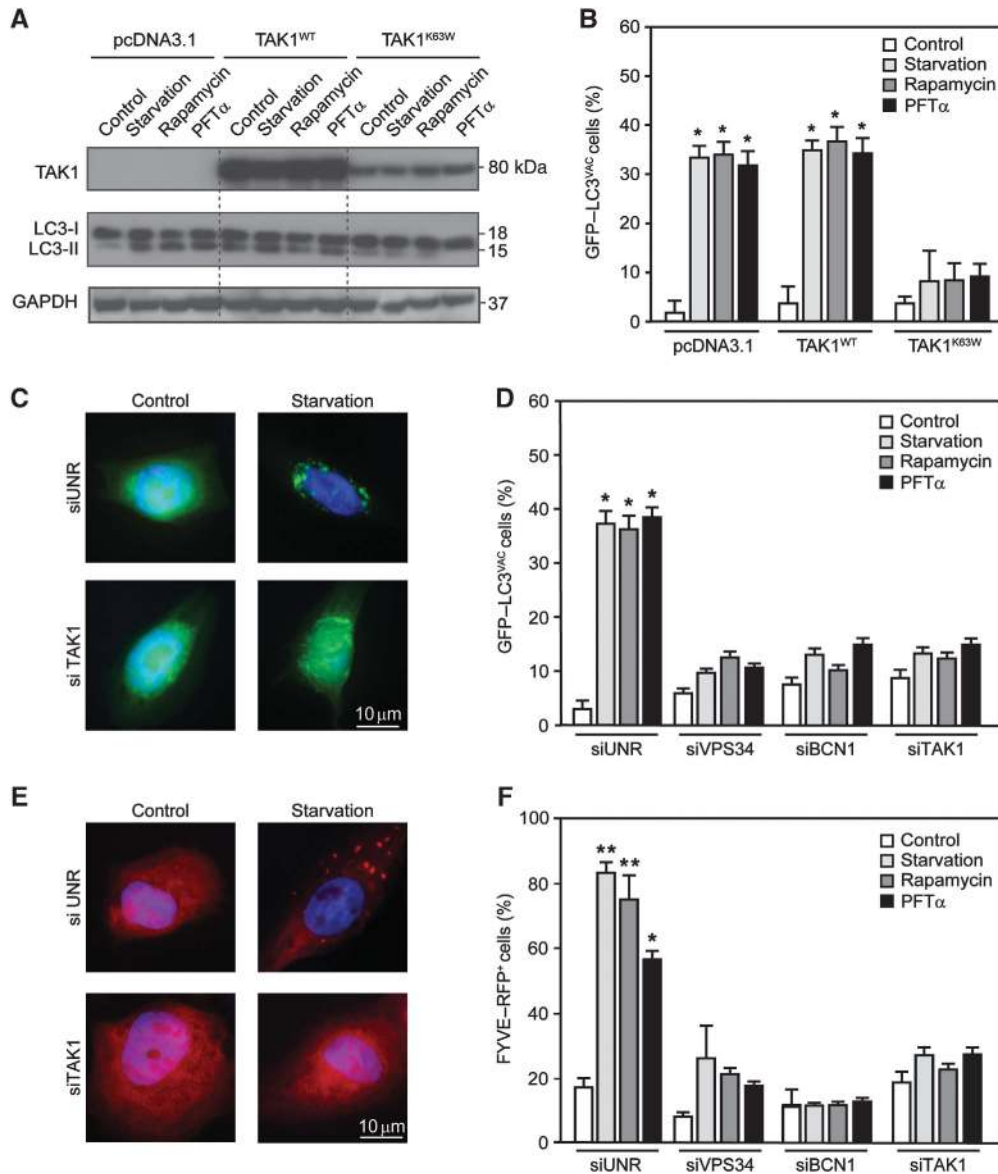 A
pcDNA3.1 TAK1WT TAK1K63W
Control Starvation Rapamycin PFTα Control Starvation Rapamycin PFTα Control Starvation Rapamycin PFTα
TAK1 80 kDa
LC3-I 18
LC3-II 15
GAPDH 37
B
Control
Starvation
Rapamycin
PFTα
GFP–LC3VAC cells (%)
60
50
40
30
20
10
0
* * * * * *
pcDNA3.1 TAK1WT TAK1K63W
C
Control Starvation
siUNR
siTAK1
10 μm
D
Control
Starvation
Rapamycin
PFTα
GFP–LC3VAC cells (%)
60
50
40
30
20
10
0
* * *
siUNR siVPS34 siBCN1 siTAK1
E
Control Starvation
siUNR
siTAK1
10 μm
F
Control
Starvation
Rapamycin
PFTα
FYVE–RFP+ cells (%)
100
80
60
40
20
0
** ** *
siUNR siVPS34 siBCN1 siTAK1